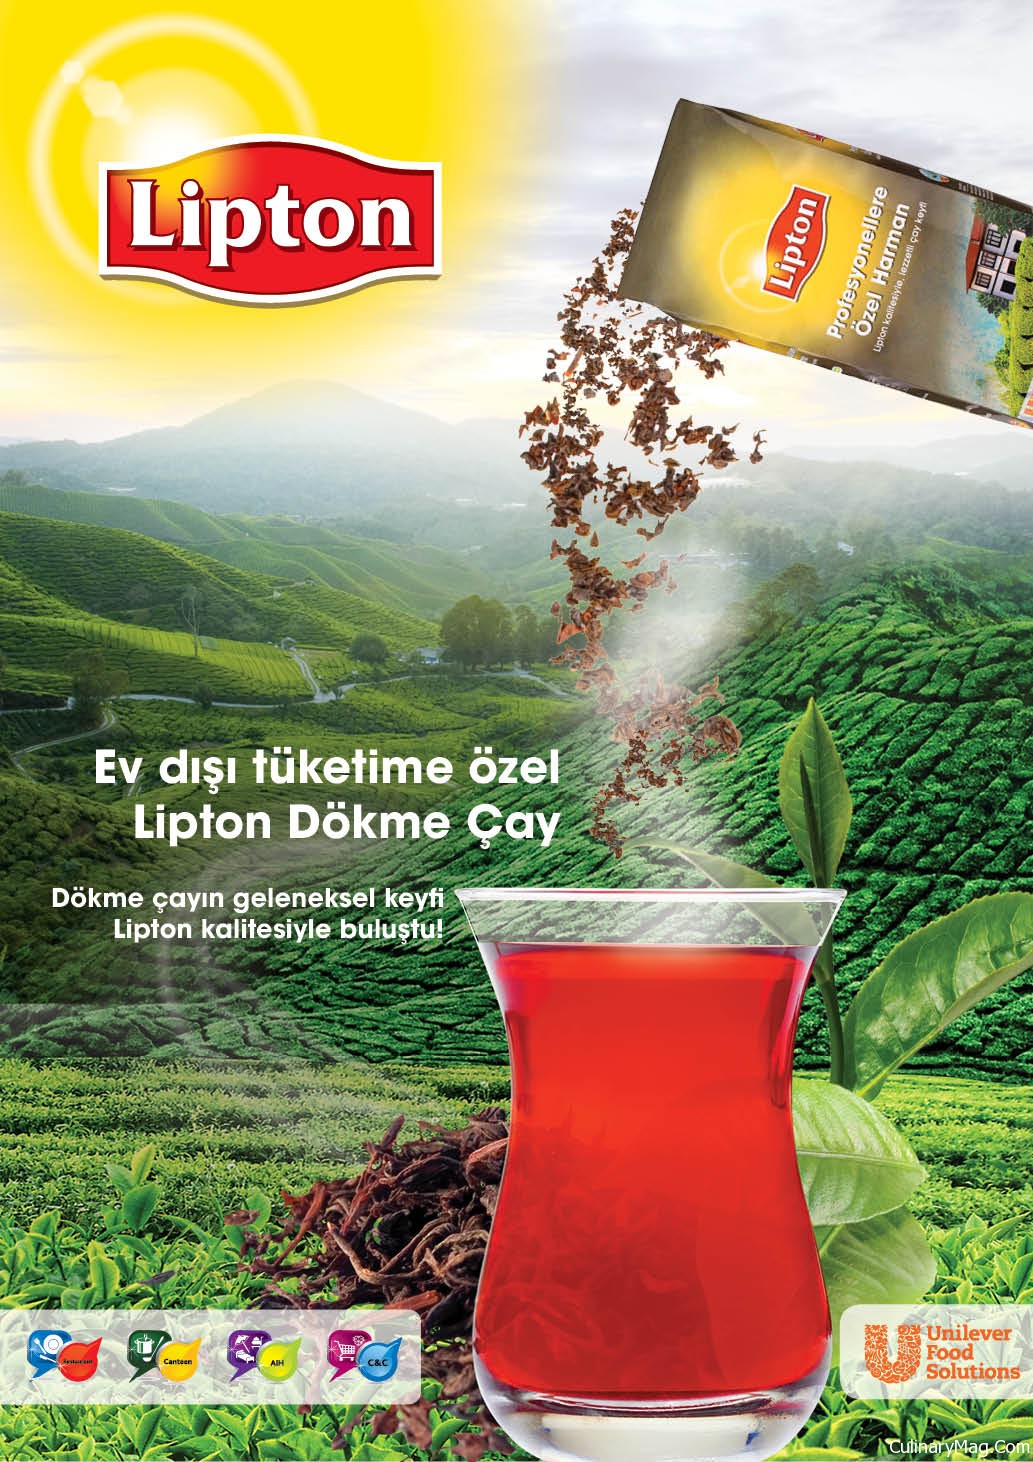 Lipton
Lipton
Profesyonellere
Özel Harman
Lipton kalitesiyle, lezzetli çay keyfi
Ev dışı tüketime özel
Lipton Dökme Çay
Dökme çayın geleneksel keyfi
Lipton kalitesiyle buluştu!
Restaurant
Canteen
AIH
C&C
Unilever
Food
Solutions
CulinaryMag.Com